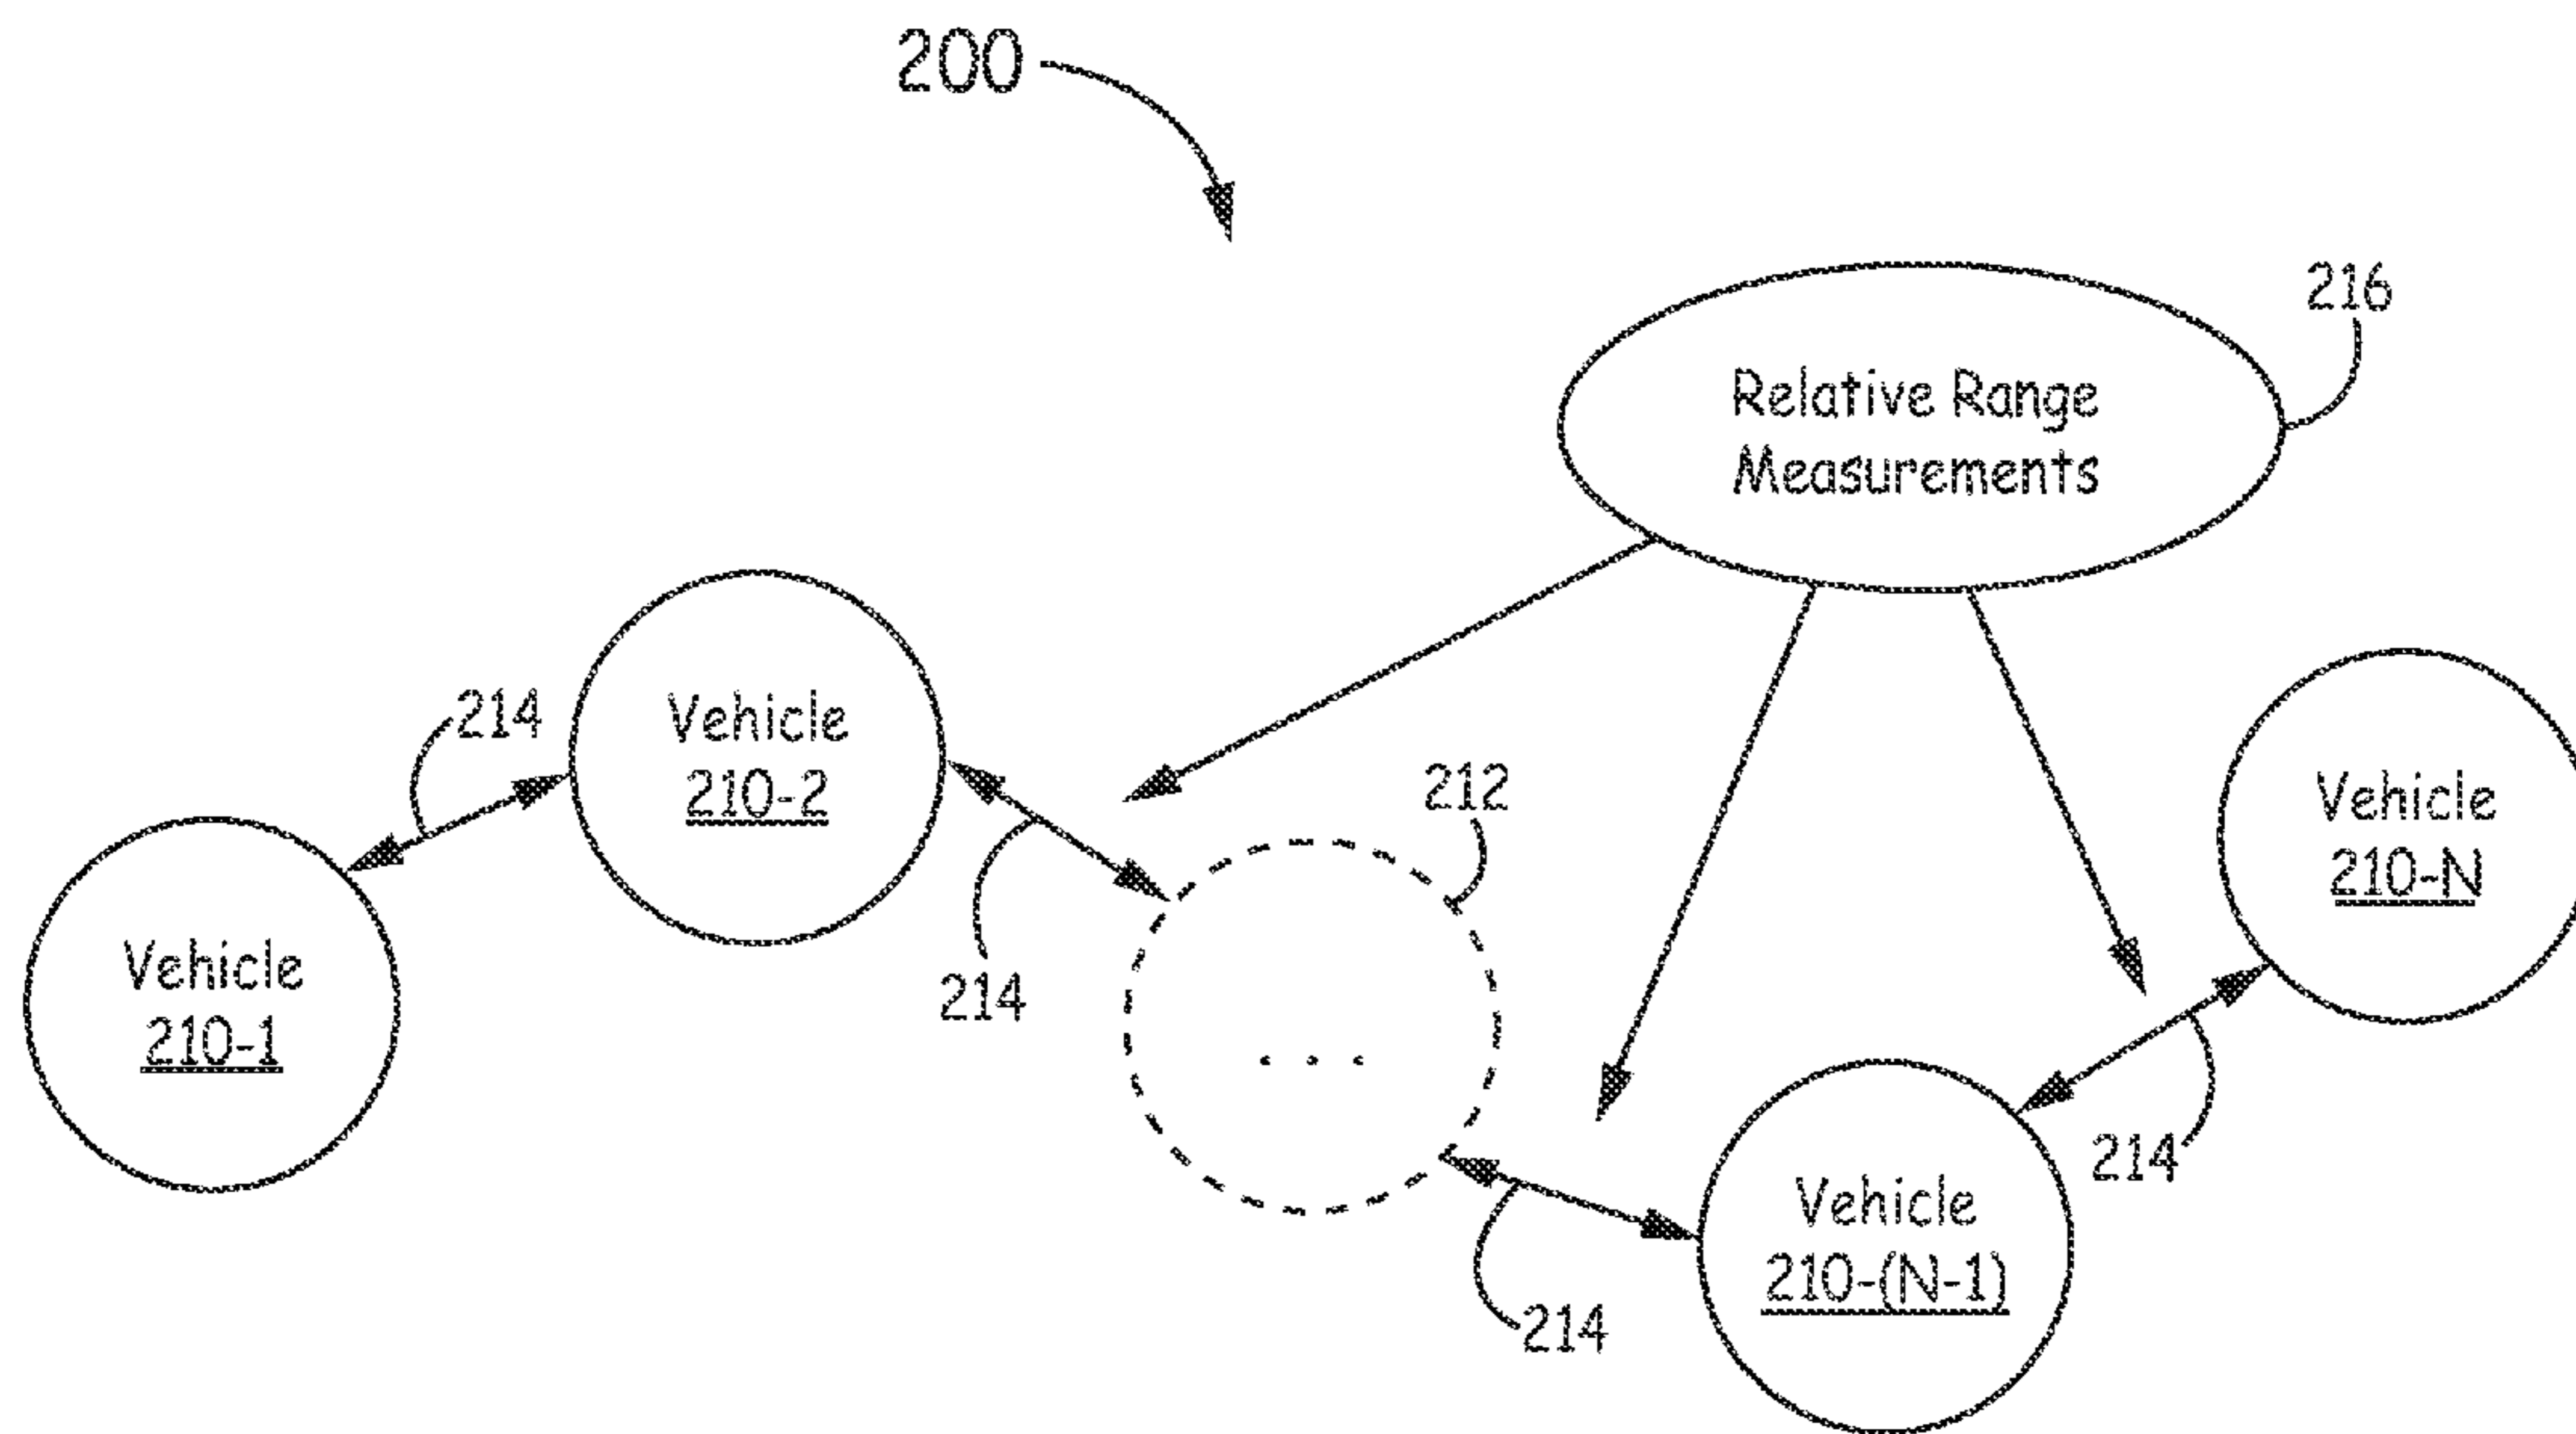 200
216
Relative Range
Measurements
214
Vehicle
210-2
212
Vehicle
210-N
Vehicle
210-1
214
. . .
214
Vehicle
210-(N-1)
214